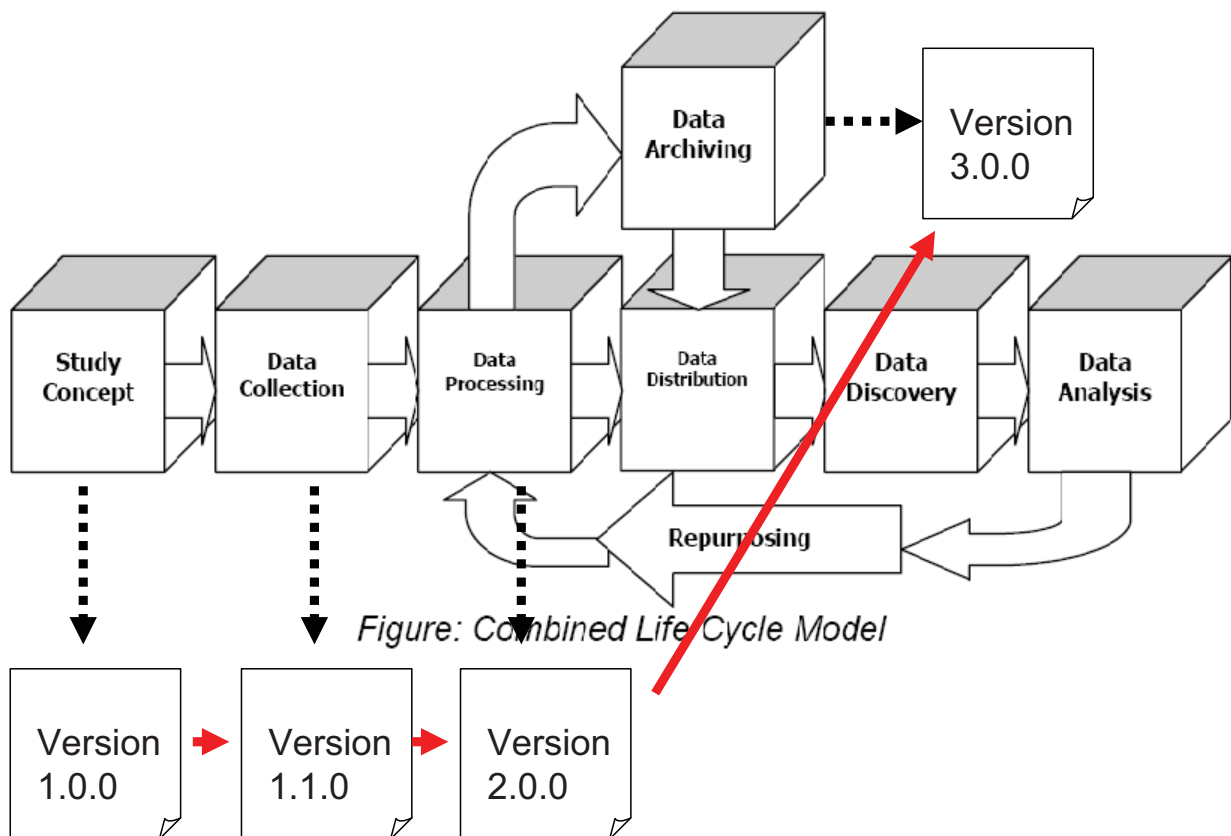 Data
Archiving
Version
3.0.0
Study
Concept
Data
Collection
Data
Processing
Data
Distribution
Data
Discovery
Data
Analysis
Repurposing
Figure: Combined Life Cycle Model
Version
1.0.0
Version
1.1.0
Version
2.0.0